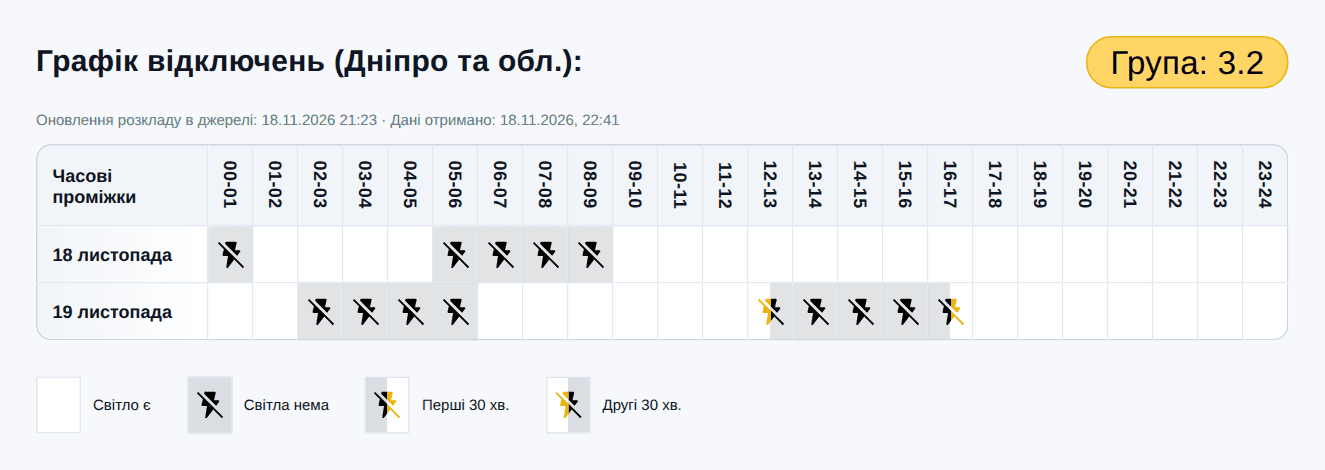 Графік відключень (Дніпро та обл.):
Група: 3.2
Оновлення розкладу в джерелі: 18.11.2026 21:23 · Дані отримано: 18.11.2026, 22:41
Часові
проміжки
00-01
01-02
02-03
03-04
04-05
05-06
06-07
07-08
08-09
09-10
10-11
11-12
12-13
13-14
14-15
15-16
16-17
17-18
18-19
19-20
20-21
21-22
22-23
23-24
18 листопада
19 листопада
Світло є
Світла нема
Перші 30 хв.
Другі 30 хв.